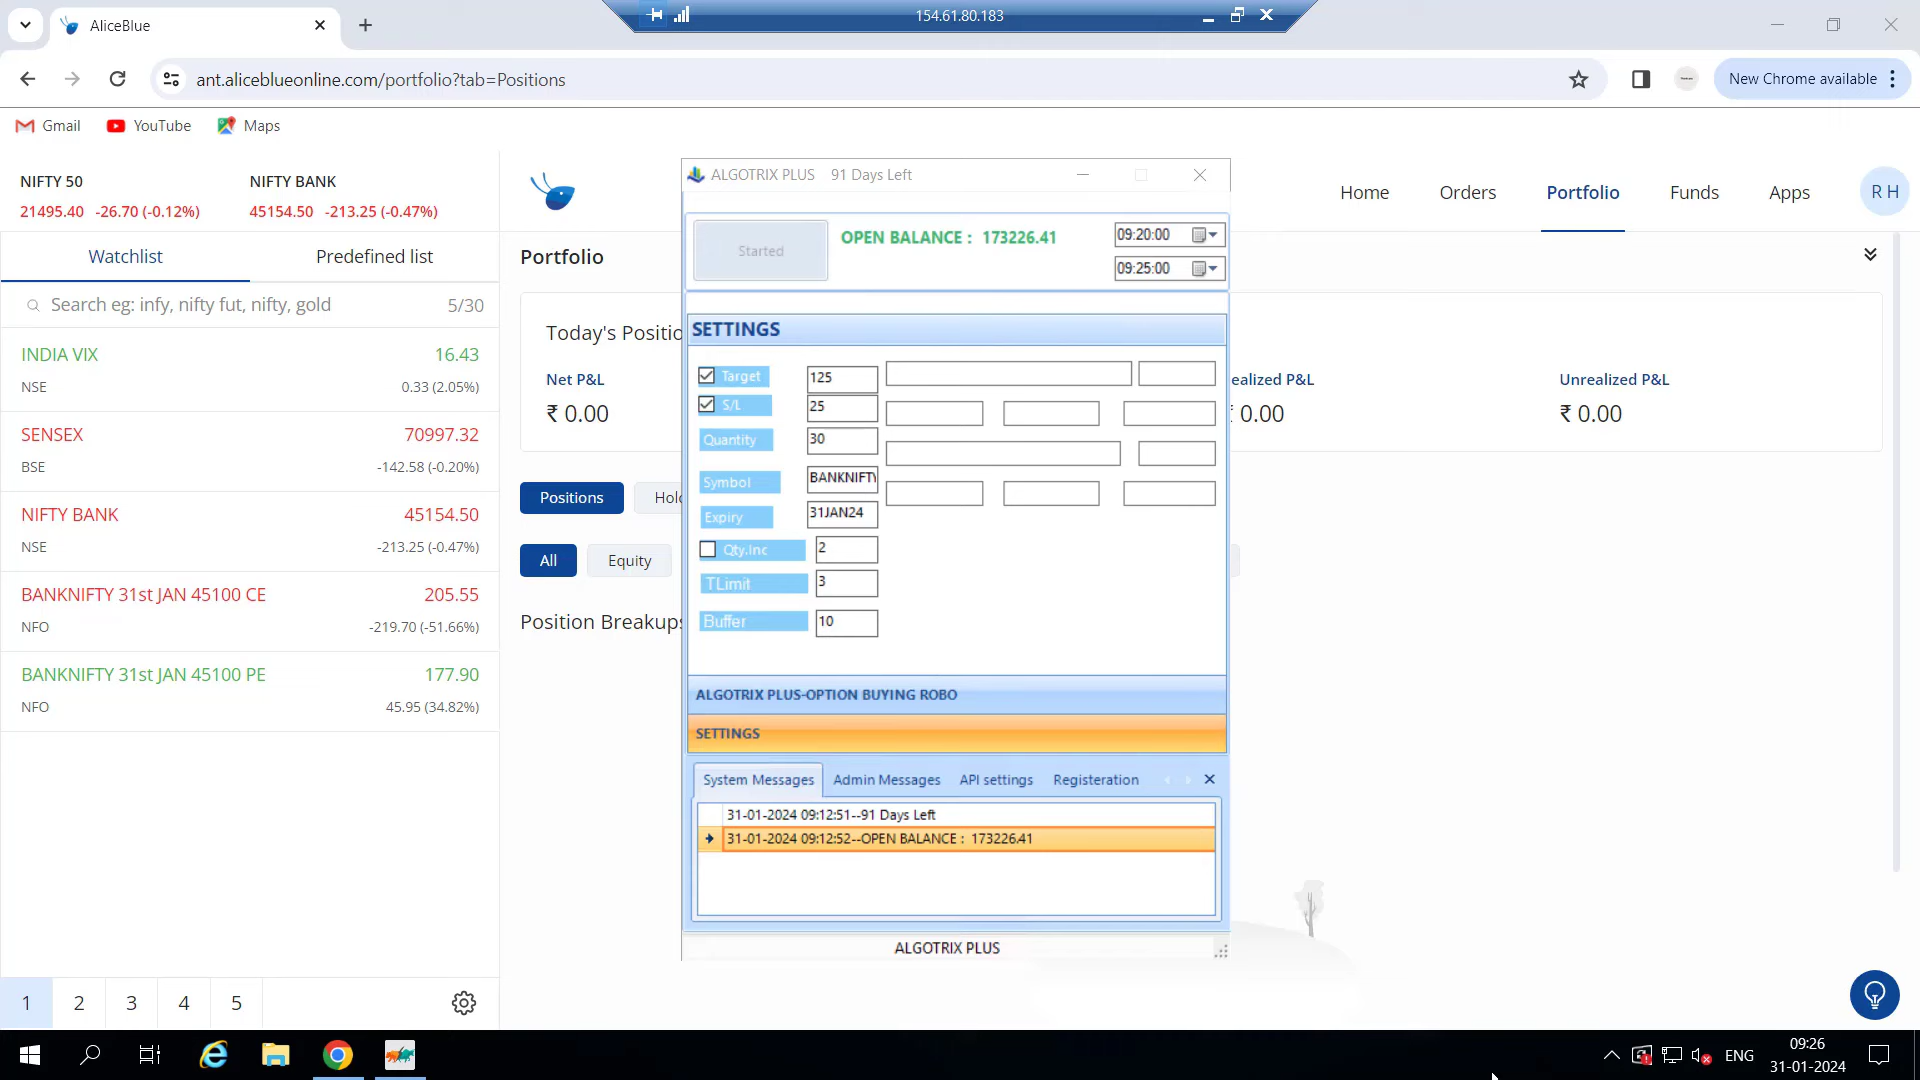 AliceBlue
154.61.80.183
ant.aliceblueonline.com/portfolio?tab=Positions
New Chrome available
Gmail
YouTube
Maps
NIFTY 50
21495.40 -26.70 (-0.12%)
NIFTY BANK
45154.50 -213.25 (-0.47%)
Watchlist
Predefined list
Search eg: infy, nifty fut, nifty, gold
5/30
INDIA VIX 16.43
NSE 0.33 (2.05%)
SENSEX 70997.32
BSE -142.58 (-0.20%)
NIFTY BANK 45154.50
NSE -213.25 (-0.47%)
BANKNIFTY 31st JAN 45100 CE 205.55
NFO -219.70 (-51.66%)
BANKNIFTY 31st JAN 45100 PE 177.90
NFO 45.95 (34.82%)
1 2 3 4 5
Home
Orders
Portfolio
Funds
Apps
R H
Portfolio
Today's Positio
Net P&L
₹ 0.00
ealized P&L
₹ 0.00
Unrealized P&L
₹ 0.00
Positions
Hol
All
Equity
Position Breakups
ALGOTRIX PLUS 91 Days Left
Started
OPEN BALANCE : 173226.41
09:20:00
09:25:00
SETTINGS
Target 125
S/L 25
Quantity 30
Symbol BANKNIFTY
Expiry 31JAN24
Qty.Inc 2
TLimit 3
Buffer 10
ALGOTRIX PLUS-OPTION BUYING ROBO
SETTINGS
System Messages
Admin Messages
API settings
Registeration
31-01-2024 09:12:51--91 Days Left
31-01-2024 09:12:52--OPEN BALANCE : 173226.41
ALGOTRIX PLUS
ENG
09:26
31-01-2024